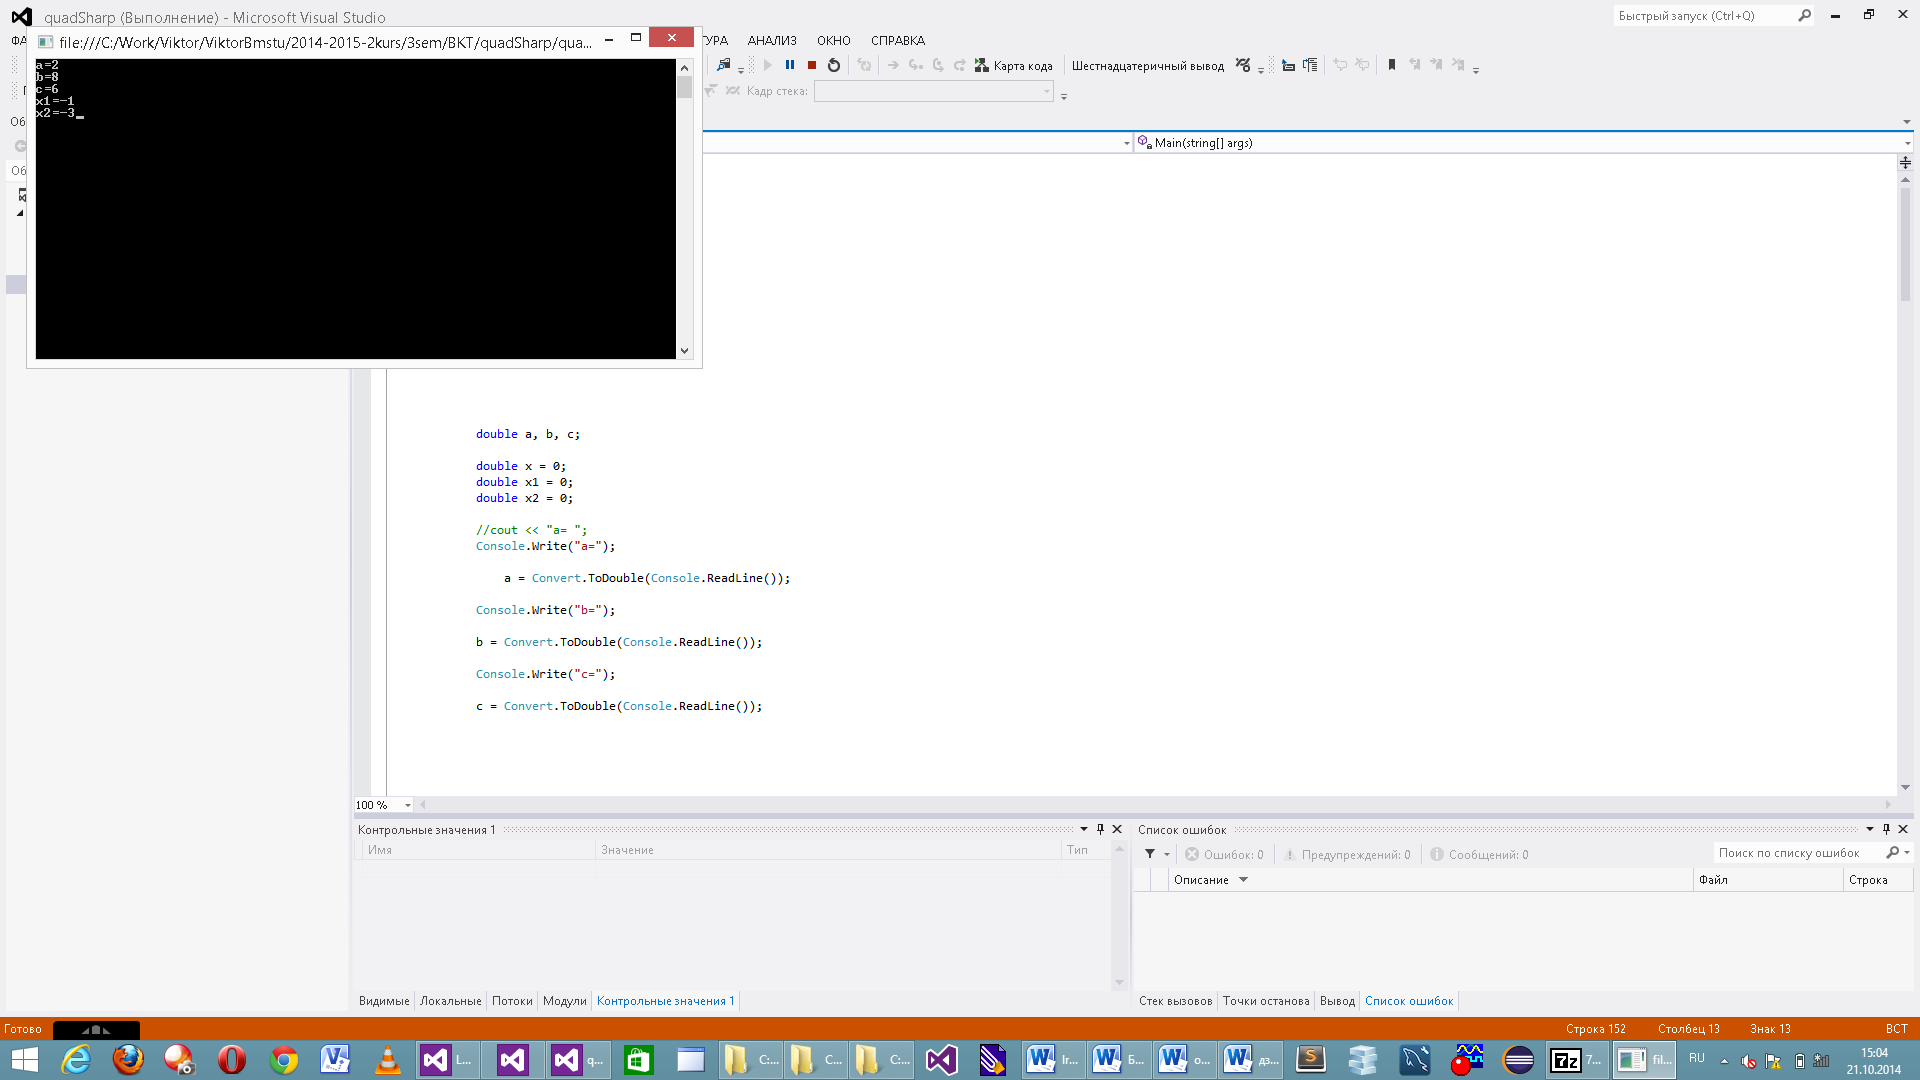 quadSharp (Выполнение) - Microsoft Visual Studio
Быстрый запуск (Ctrl+Q)
file:///C:/Work/Viktor/ViktorBmstu/2014-2015-2kurs/3sem/BKT/quadSharp/qua...
АНАЛИЗ ОКНО СПРАВКА
Карта кода Шестнадцатеричный вывод
Кадр стека:
a=2
b=8
c=6
x1=-1
x2=-3
Main(string[] args)
double a, b, c;
double x = 0;
double x1 = 0;
double x2 = 0;
//cout << "a= ";
Console.Write("a=");
a = Convert.ToDouble(Console.ReadLine());
Console.Write("b=");
b = Convert.ToDouble(Console.ReadLine());
Console.Write("c=");
c = Convert.ToDouble(Console.ReadLine());
100 %
Контрольные значения 1
Имя Значение Тип
Видимые Локальные Потоки Модули Контрольные значения 1
Список ошибок
Ошибок: 0 Предупреждений: 0 Сообщений: 0 Поиск по списку ошибок
Описание Файл Строка
Стек вызовов Точки останова Вывод Список ошибок
Готово Строка 152 Столбец 13 Знак 13 ВСТ
L... q... C:... C... C:... Ir... Б... о... дз... 7... fil...
RU 15:04
21.10.2014